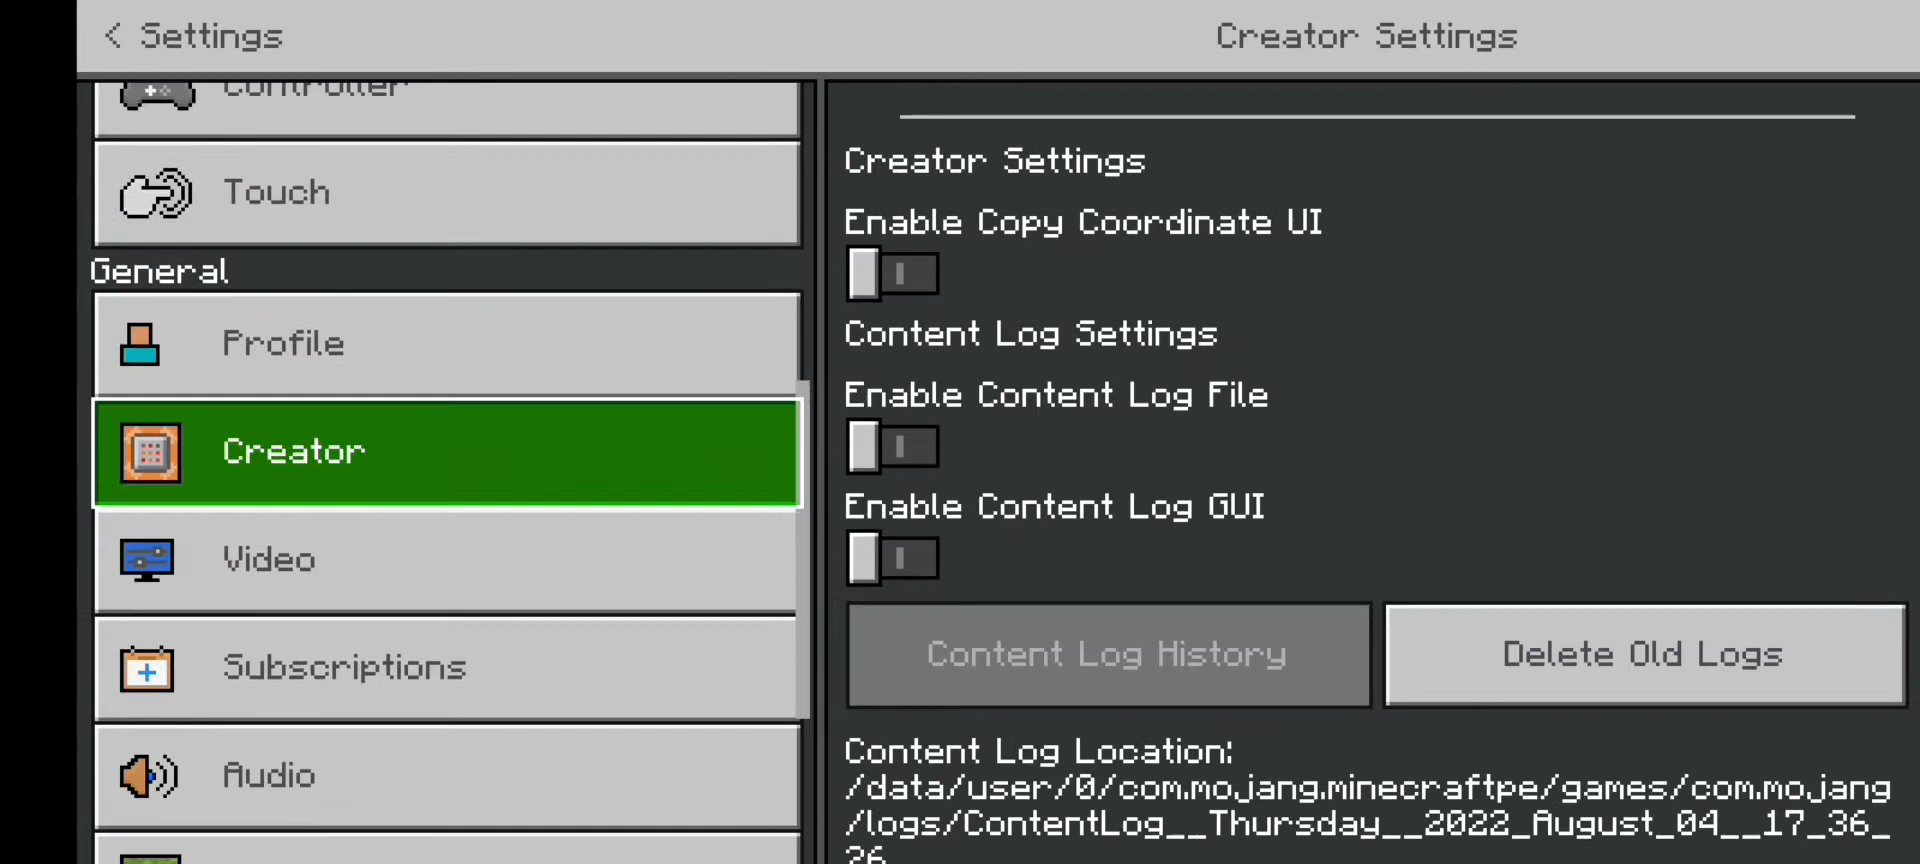 Settings
Creator Settings
Controller
Touch
General
Profile
Creator
Video
Subscriptions
Audio
Creator Settings
Enable Copy Coordinate UI
Content Log Settings
Enable Content Log File
Enable Content Log GUI
Content Log History
Delete Old Logs
Content Log Location:
/data/user/0/com.mojang.minecraftpe/games/com.mojang
/logs/ContentLog__Thursday__2022_August_04__17_36_
26